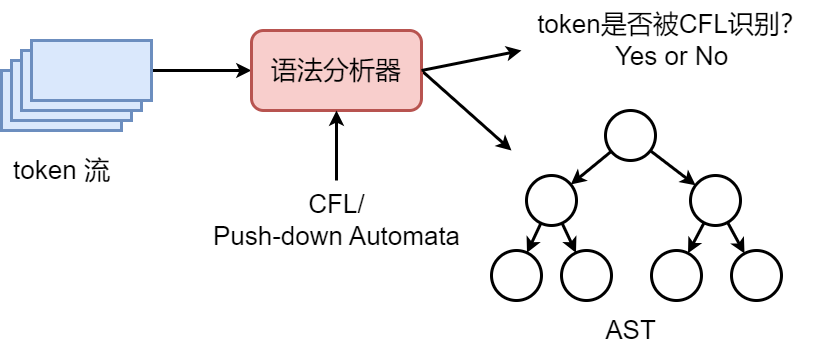 token是否被CFL识别?
Yes or No
语法分析器
token 流
CFL/
Push-down Automata
AST